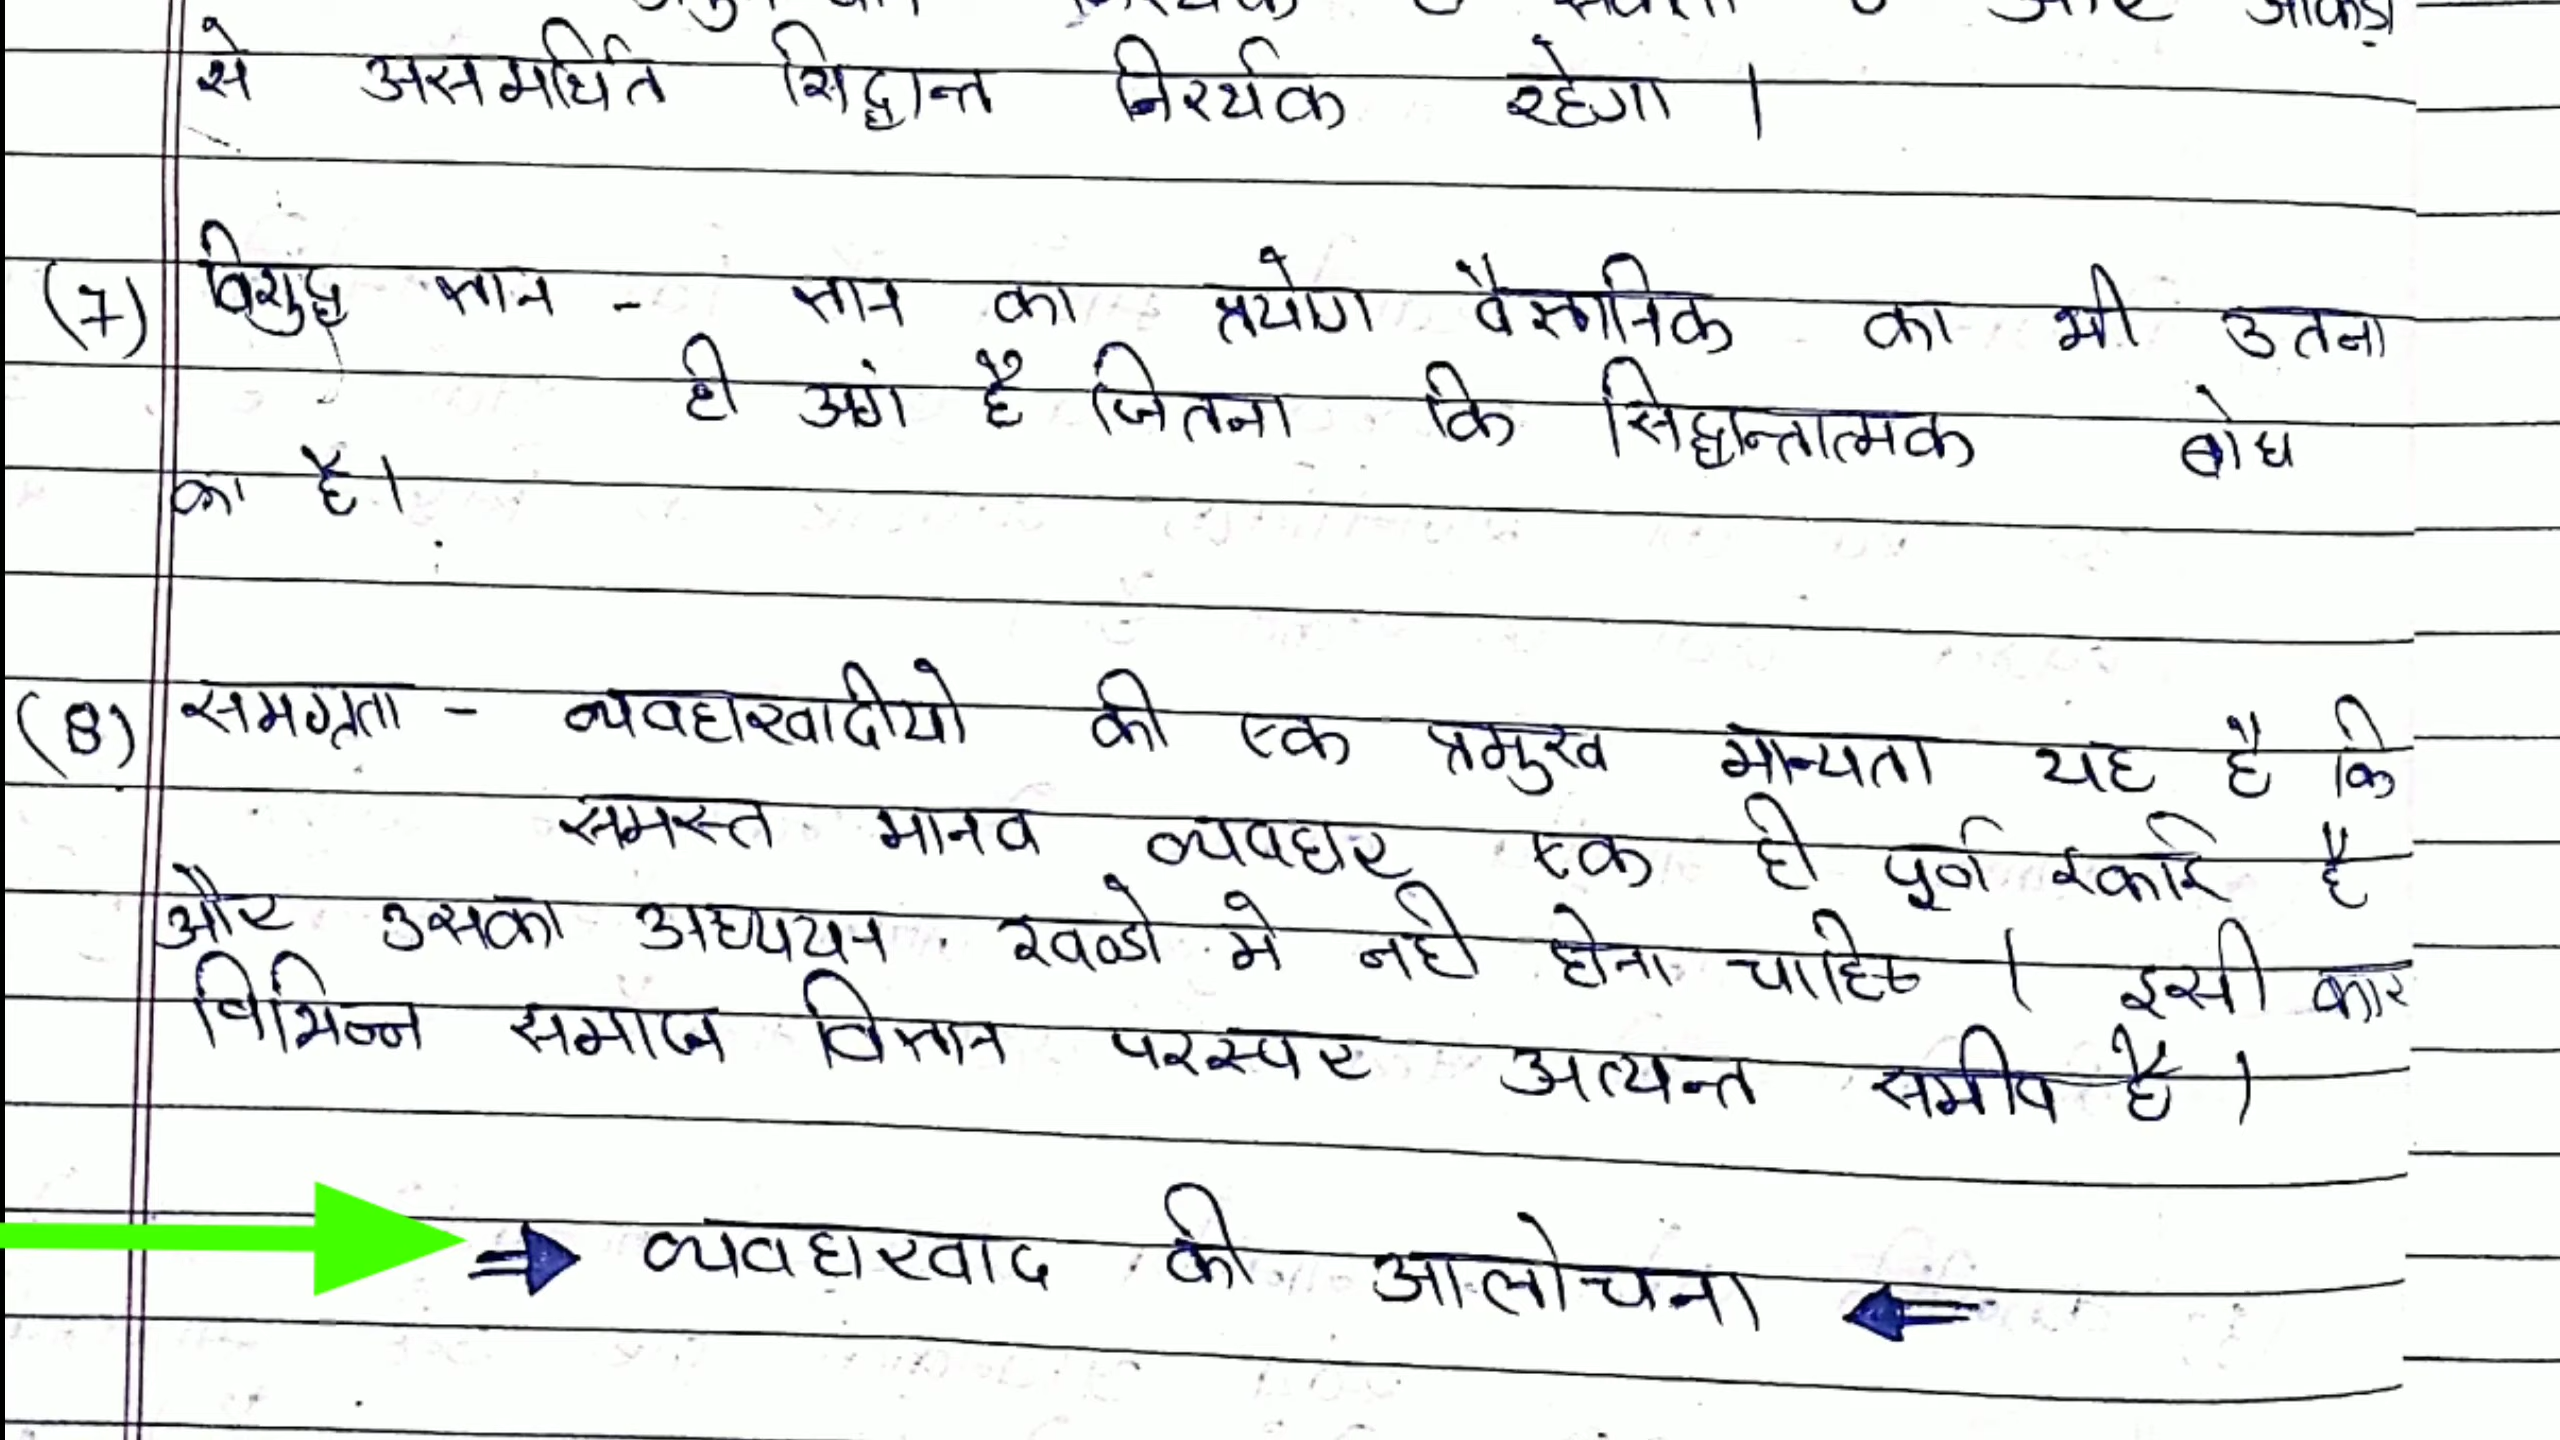 से असमर्थित सिद्धान्त निरर्थक रहेगा ।
(7) विशुद्ध ज्ञान - ज्ञान का प्रयोग वैज्ञानिक का भी उतना
ही अगं है जितना कि सिद्धान्तात्मक बोध
का है।
(8) समग्रता - व्यवहारवादीयो की एक प्रमुख मान्यता यह है कि
समस्त मानव व्यवहार एक ही पूर्ण इकाई है
और उसका अध्ययन खण्डो मे नही होना चाहिए । इसी कार
विभिन्न समाज विज्ञान परस्पर अत्यन्त समीप है ।
⇒ व्यवहारवाद की आलोचना ⇐